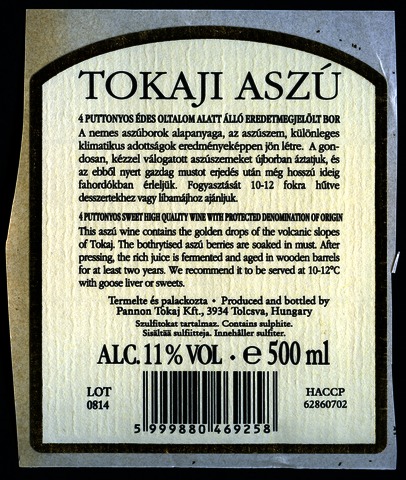 TOKAJI ASZÚ
4 PUTTONYOS ÉDES OLTALOM ALATT ÁLLÓ EREDETMEGJELÖLT BOR
A nemes aszúborok alapanyaga, az aszúszem, különleges
klimatikus adottságok eredményeképpen jön létre. A gon-
dosan, kézzel válogatott aszúszemeket újborban áztatjuk, és
az ebből nyert gazdag mustot erjedés után még hosszú ideig
fahordókban érleljük. Fogyasztását 10-12 fokra hűtve
desszertekhez vagy libamájhoz ajánljuk.
4 PUTTONYOS SWEET HIGH QUALITY WINE WITH PROTECTED DENOMINATION OF ORIGIN
This aszú wine contains the golden drops of the volcanic slopes
of Tokaj. The bothrytised aszú berries are soaked in must. After
pressing, the rich juice is fermented and aged in wooden barrels
for at least two years. We recommend it to be served at 10-12°C
with goose liver or sweets.
Termelte és palackozta • Produced and bottled by
Pannon Tokaj Kft., 3934 Tolcsva, Hungary
Szulfitokat tartalmaz. Contains sulphite.
Sisältää sulfiitteja. Innehåller sulfiter.
ALC. 11% VOL • e 500 ml
LOT
0814
HACCP
62860702
5 999880 469258